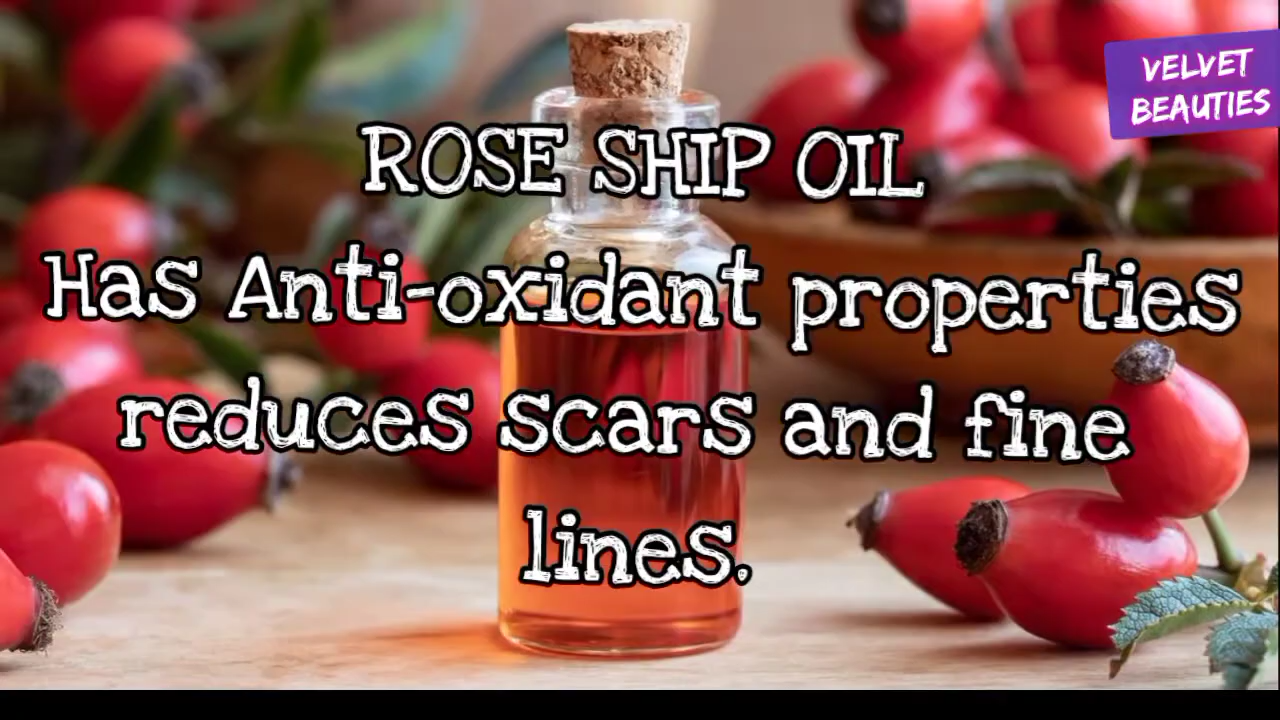 VELVET
BEAUTIES
ROSE SHIP OIL
Has Anti-oxidant properties
reduces scars and fine
lines.